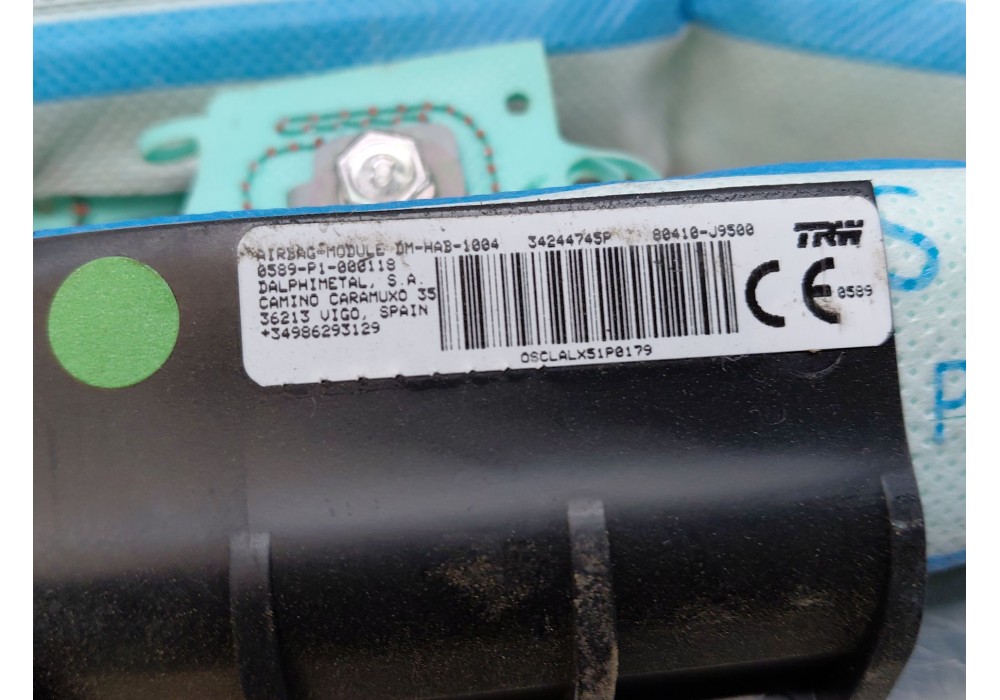 AIRBAG-MODULE DM-HAB-1004 34244745P 80410-J9500 TRW
0589-P1-000118
DALPHIMETAL, S.A.
CAMINO CARAMUXO 35
36213 VIGO, SPAIN
+34986293129
CE 0589
OSCLALX51P0179
S
P